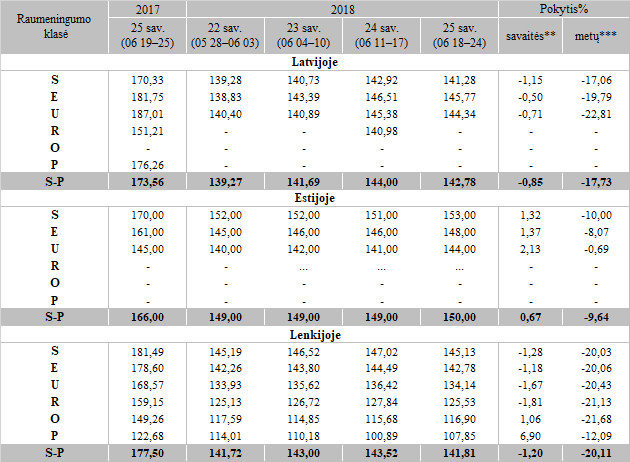 Raumeningumo klasė 2017 2018 Pokytis%
25 sav. (06 19–25) 22 sav. (05 28–06 03) 23 sav. (06 04–10) 24 sav. (06 11–17) 25 sav. (06 18–24) savaitės** metų***
Latvijoje
S 170,33 139,28 140,73 142,92 141,28 -1,15 -17,06
E 181,75 138,83 143,39 146,51 145,77 -0,50 -19,79
U 187,01 140,40 140,89 145,38 144,34 -0,71 -22,81
R 151,21 - - 140,98 - - -
O - - - - - - -
P 176,26 - - - - - -
S-P 173,56 139,27 141,69 144,00 142,78 -0,85 -17,73
Estijoje
S 170,00 152,00 152,00 151,00 153,00 1,32 -10,00
E 161,00 145,00 146,00 146,00 148,00 1,37 -8,07
U 145,00 140,00 142,00 141,00 144,00 2,13 -0,69
R - - ... ... ... - -
O - - - - - - -
P - - - - - - -
S-P 166,00 149,00 149,00 149,00 150,00 0,67 -9,64
Lenkijoje
S 181,49 145,19 146,52 147,02 145,13 -1,28 -20,03
E 178,60 142,26 143,80 144,49 142,78 -1,18 -20,06
U 168,57 133,93 135,62 136,42 134,14 -1,67 -20,43
R 159,15 125,13 126,72 127,84 125,53 -1,81 -21,13
O 149,26 117,59 114,85 115,68 116,90 1,06 -21,68
P 122,68 114,01 110,18 100,89 107,85 6,90 -12,09
S-P 177,50 141,72 143,00 143,52 141,81 -1,20 -20,11